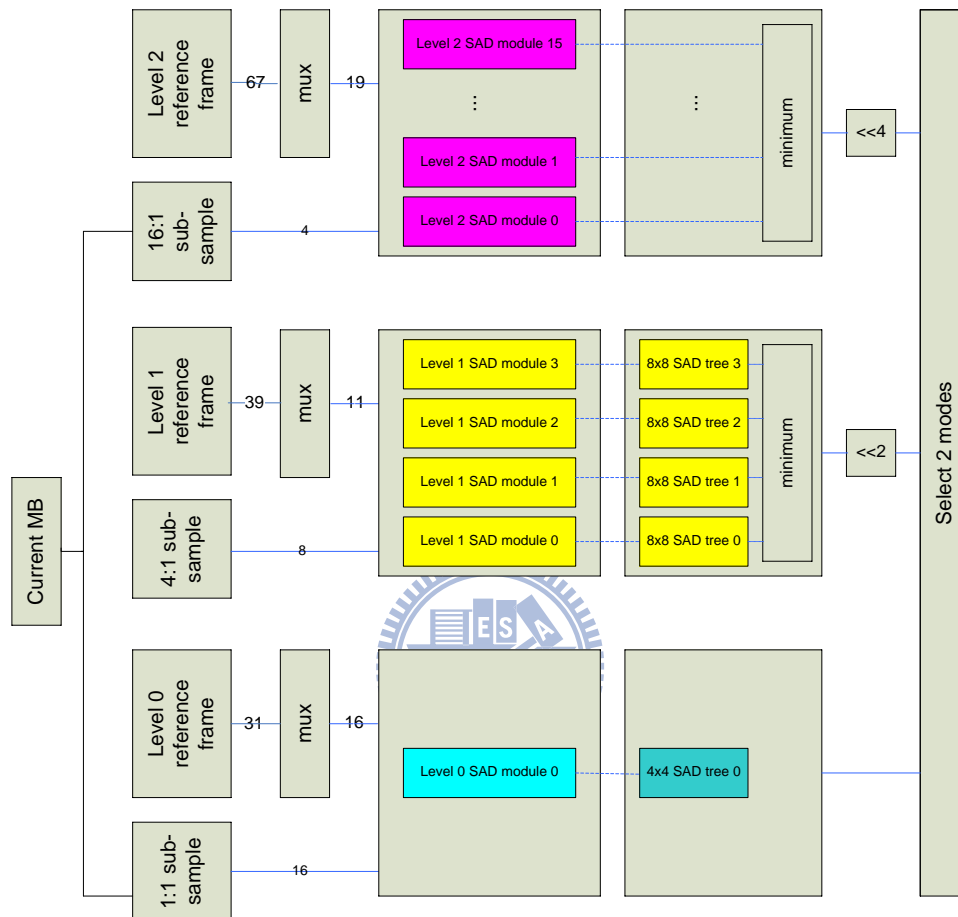 Level 2
reference
frame
67
mux
19
Level 2 SAD module 15
...
Level 2 SAD module 1
Level 2 SAD module 0
...
minimum
<<4
16:1
sub-
sample
4
Level 1
reference
frame
39
mux
11
Level 1 SAD module 3
Level 1 SAD module 2
Level 1 SAD module 1
Level 1 SAD module 0
8x8 SAD tree 3
8x8 SAD tree 2
8x8 SAD tree 1
8x8 SAD tree 0
minimum
<<2
4:1 sub-
sample
8
Current MB
Select 2 modes
E S A
Level 0
reference
frame
31
mux
16
Level 0 SAD module 0
4x4 SAD tree 0
1:1 sub-
sample
16